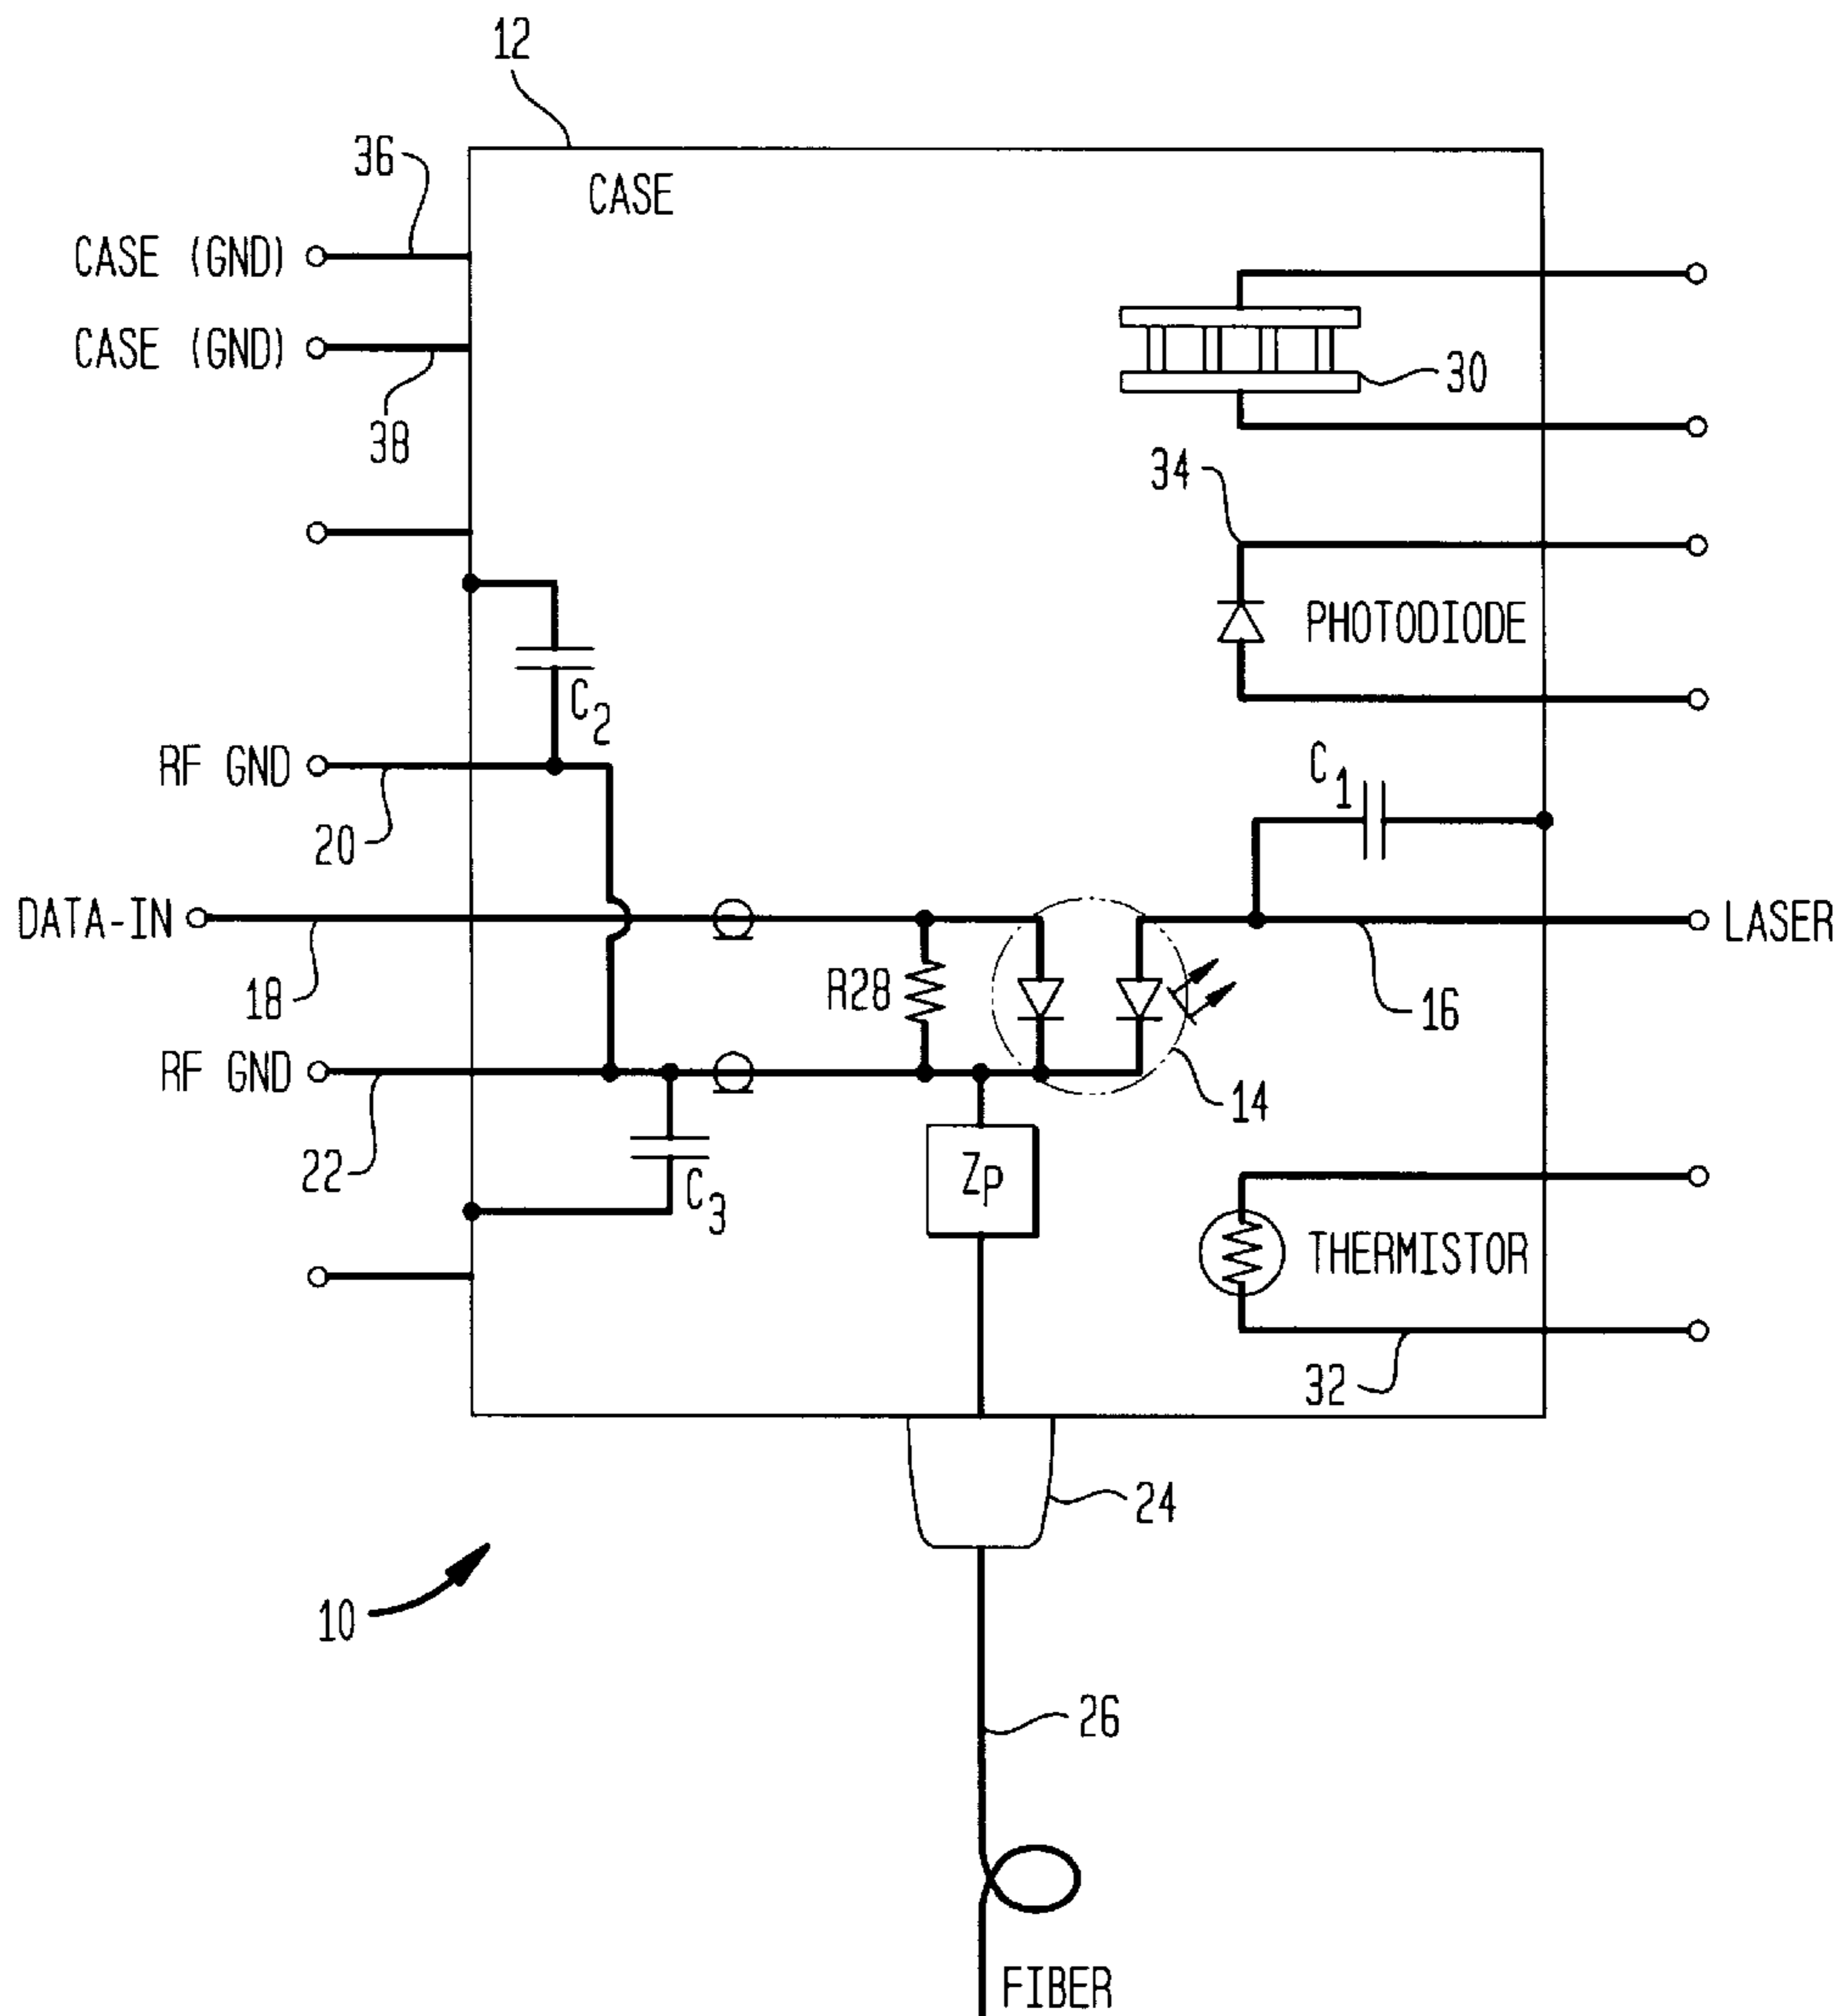 12
36
CASE
CASE (GND)
CASE (GND)
30
38
34
PHOTODIODE
C2
C1
RF GND
20
DATA-IN
LASER
18
R28
16
RF GND
14
22
C3
ZP
THERMISTOR
32
24
10
26
FIBER